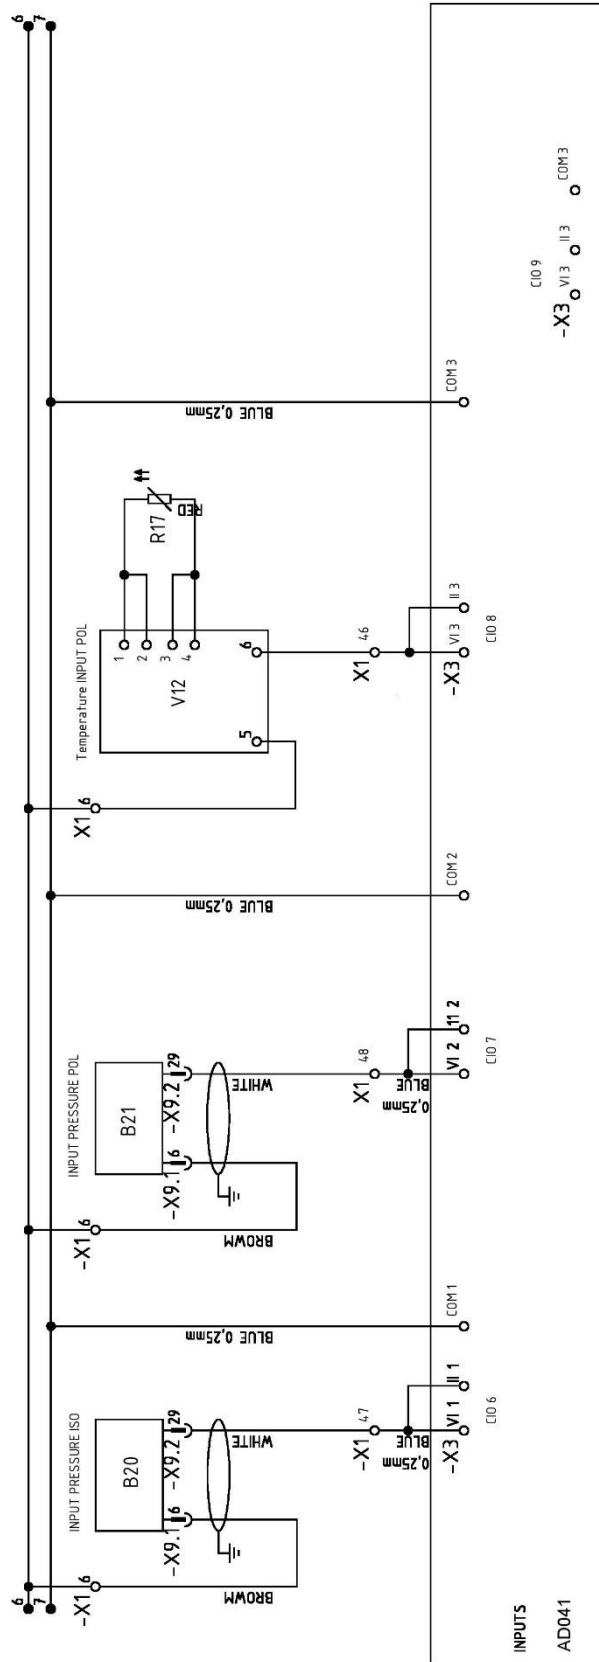 6
7
INPUT PRESSURE ISO
B20
-X1 6
-X9.1 6
-X9.2 29
BROWM
WHITE
-X1 47
BLUE
0,25mm
-X3 VI 1
II 1
CIO 6
BLUE 0,25mm
COM 1
INPUT PRESSURE POL
B21
-X1 6
-X9.1 6
-X9.2 29
BROWM
WHITE
X1 48
BLUE
0,25mm
VI 2
11 2
CIO 7
BLUE 0,25mm
COM 2
Temperature INPUT POL
V12
1
2
3
4
5
6
R17
RED
X1 6
X1 46
-X3 VI 3
II 3
CIO 8
BLUE 0,25mm
COM 3
CIO 9
-X3 VI 3
II 3
COM 3
6
7
INPUTS
AD041